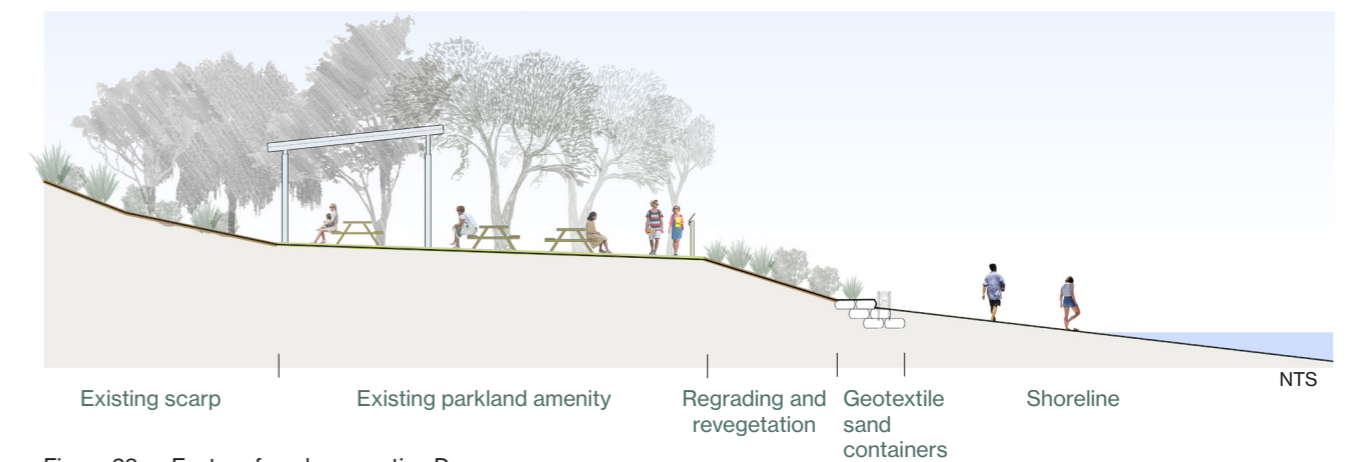 NTS
Existing scarp
Existing parkland amenity
Regrading and
revegetation
Geotextile
sand
containers
Shoreline